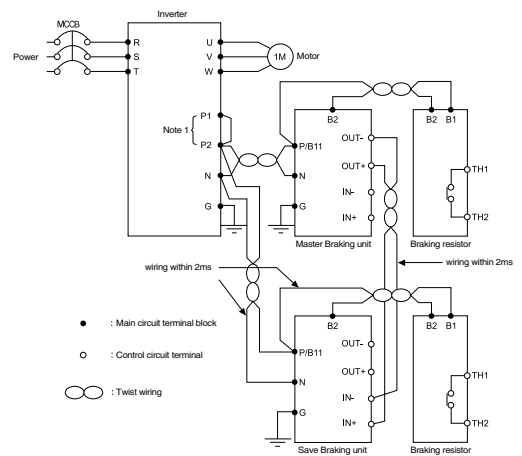 Inverter
MCCB
Power
R
S
T
U
V
W
1M
Motor
P1
Note 1
P2
N
G
B2
OUT-
P/B11
OUT+
N
IN-
G
IN+
Master Braking unit
B2 B1
TH1
TH2
Braking resistor
wiring within 2ms
wiring within 2ms
B2
OUT-
P/B11
OUT+
N
IN-
G
IN+
Save Braking unit
B2 B1
TH1
TH2
Braking resistor
: Main circuit terminal block
: Control circuit terminal
: Twist wiring